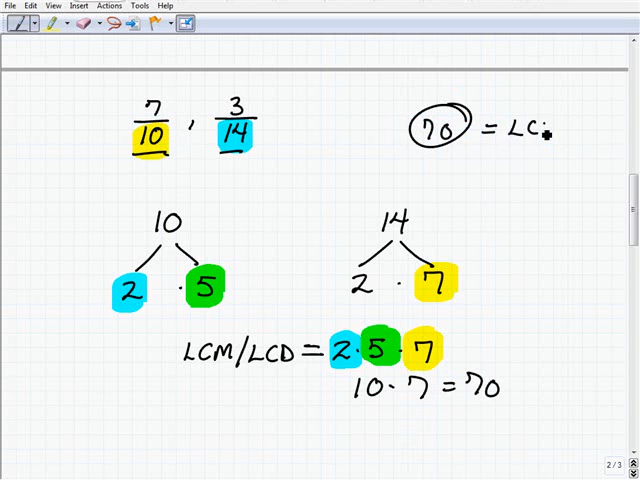 File Edit View Insert Actions Tools Help
7/10 , 3/14
70 = LC
10
14
2 · 5
2 · 7
LCM/LCD = 2 · 5 · 7
10 · 7 = 70
2 / 3